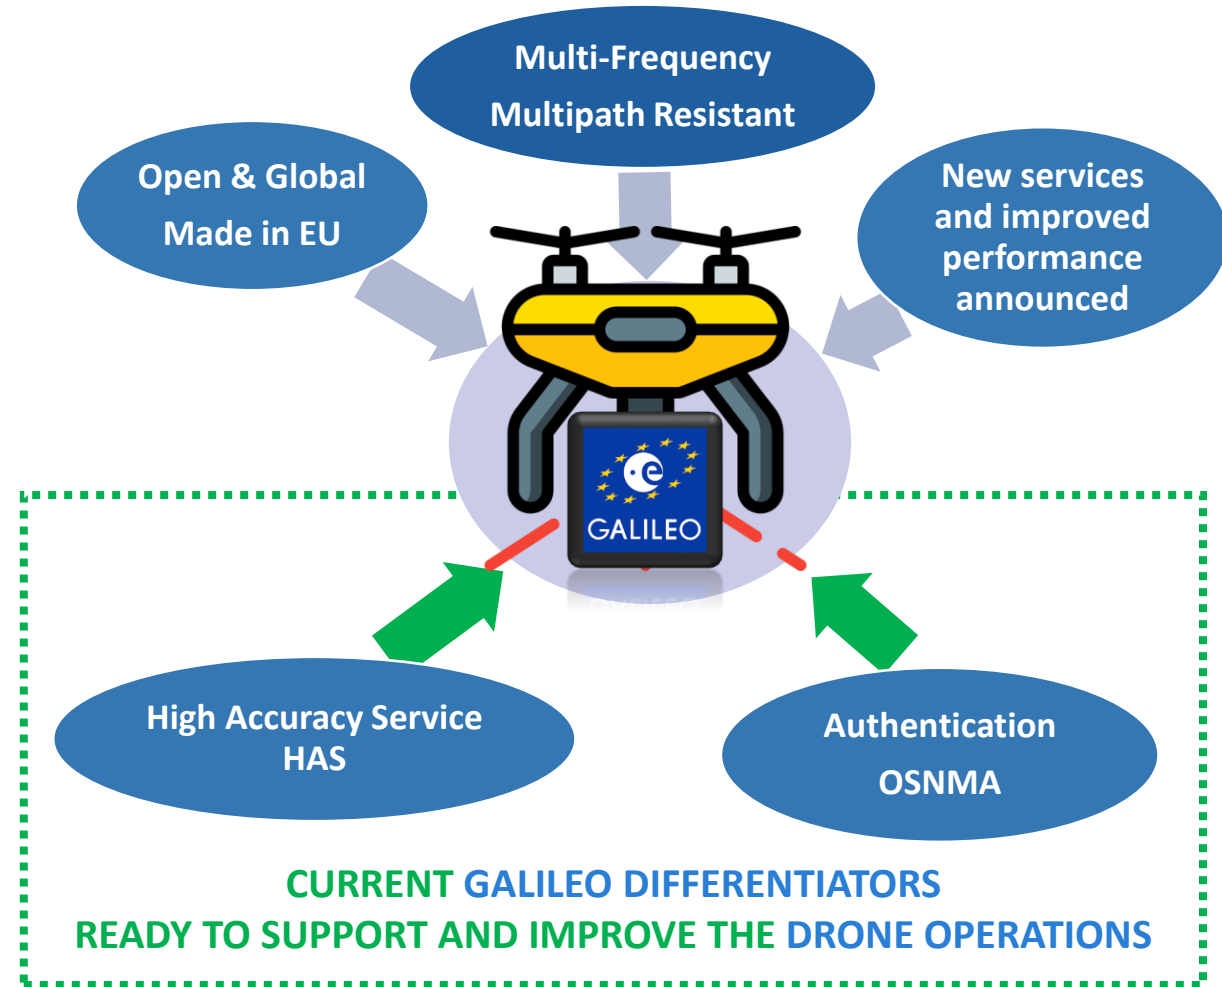 Multi-Frequency
Multipath Resistant
Open & Global
Made in EU
New services
and improved
performance
announced
GALILEO
High Accuracy Service
HAS
Authentication
OSNMA
CURRENT GALILEO DIFFERENTIATORS
READY TO SUPPORT AND IMPROVE THE DRONE OPERATIONS